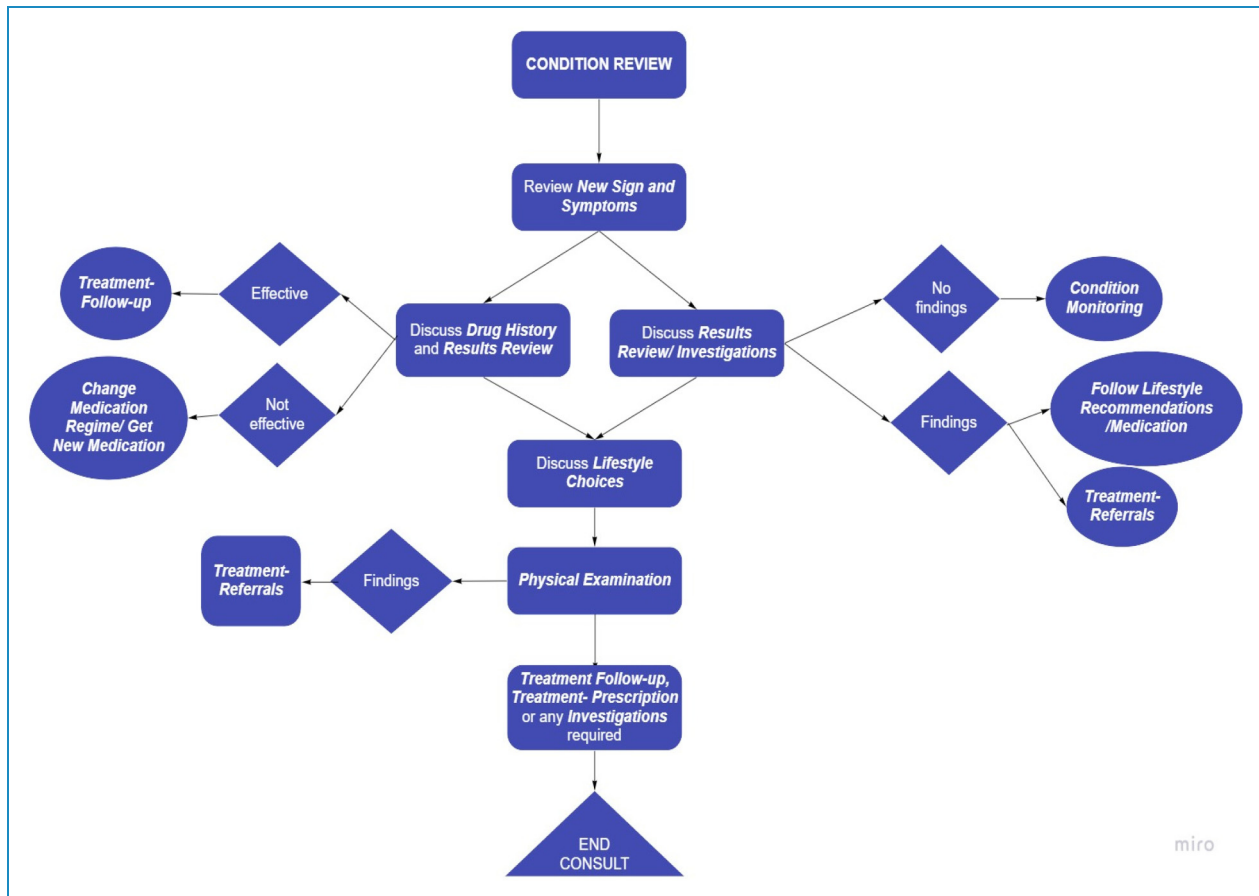 CONDITION REVIEW
Review New Sign and
Symptoms
Treatment-
Follow-up
Effective
Discuss Drug History
and Results Review
Discuss Results
Review/ Investigations
No
findings
Condition
Monitoring
Change
Medication
Regime/ Get
New Medication
Not
effective
Findings
Follow Lifestyle
Recommendations
/Medication
Treatment-
Referrals
Discuss Lifestyle
Choices
Treatment-
Referrals
Findings
Physical Examination
Treatment Follow-up,
Treatment- Prescription
or any Investigations
required
END
CONSULT
miro